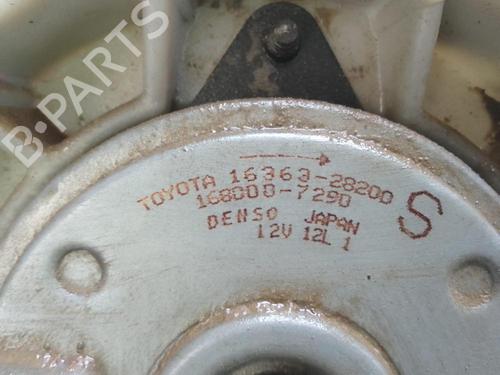 B-PARTS
TOYOTA 16363-28200
168000-7290
DENSO JAPAN
12V 12L 1
S